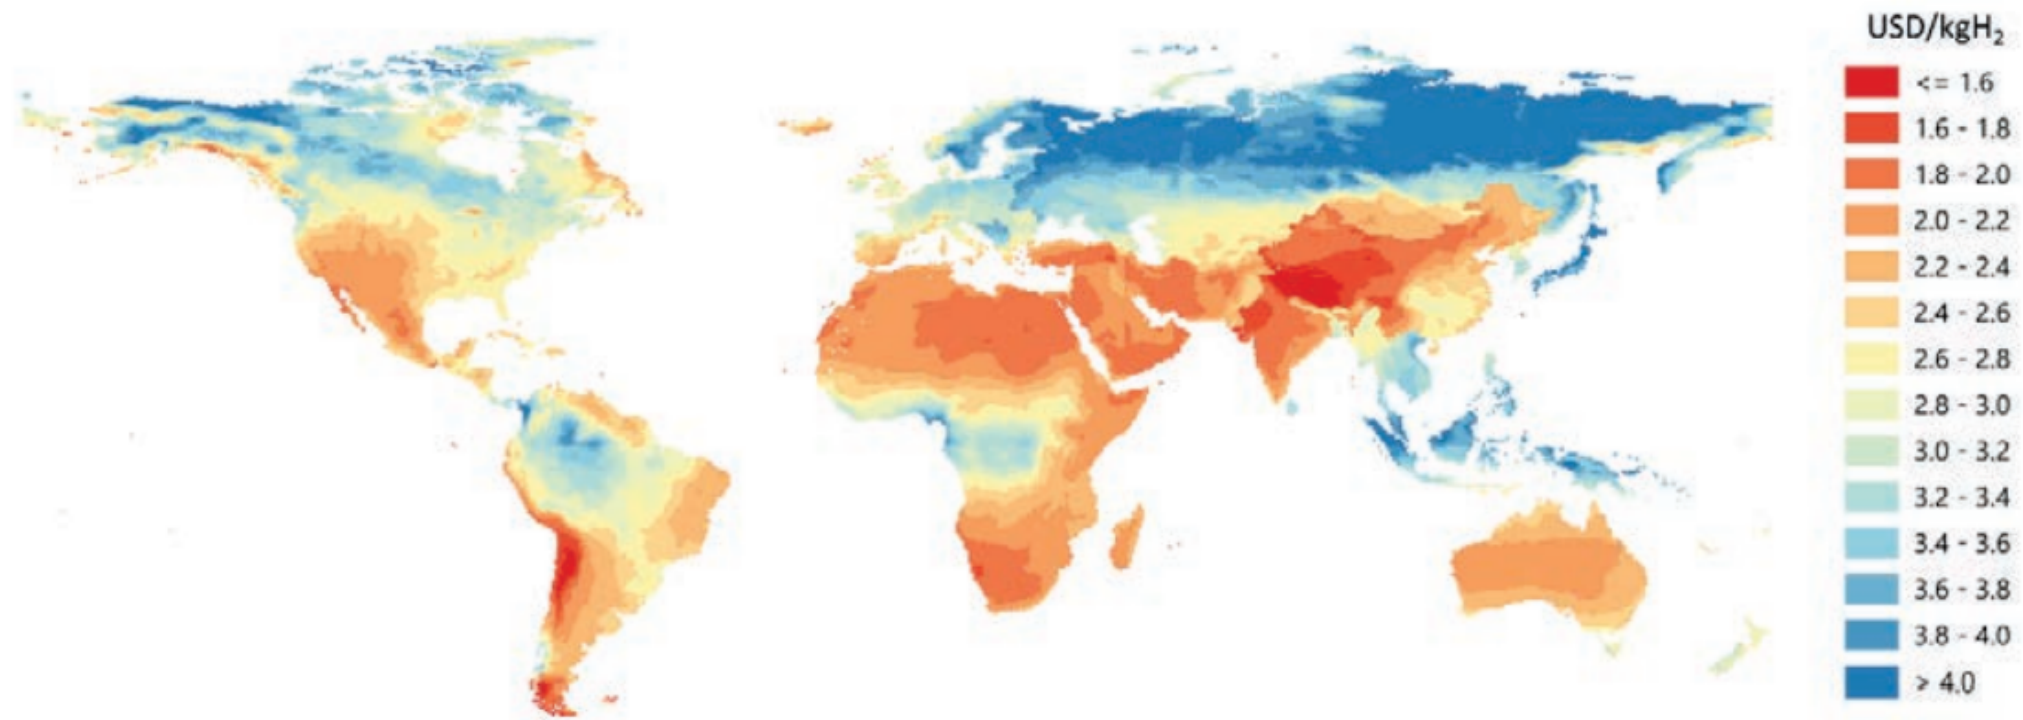 USD/kgH₂
<= 1.6
1.6 - 1.8
1.8 - 2.0
2.0 - 2.2
2.2 - 2.4
2.4 - 2.6
2.6 - 2.8
2.8 - 3.0
3.0 - 3.2
3.2 - 3.4
3.4 - 3.6
3.6 - 3.8
3.8 - 4.0
> 4.0